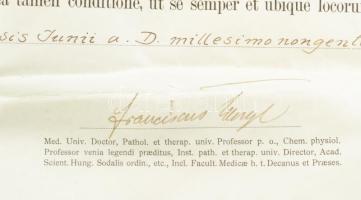 tamen conditione, ut se semper et ubique locoru
sis Junii a. D. millesimo nongent
Franciscus
Med. Univ. Doctor, Pathol. et therap. univ. Professor p. o., Chem. physiol.
Professor venia legendi præditus, Inst. path. et therap. univ. Director, Acad.
Scient. Hung. Sodalis ordin., etc., Incl. Facult. Medicæ h. t. Decanus et Præses.